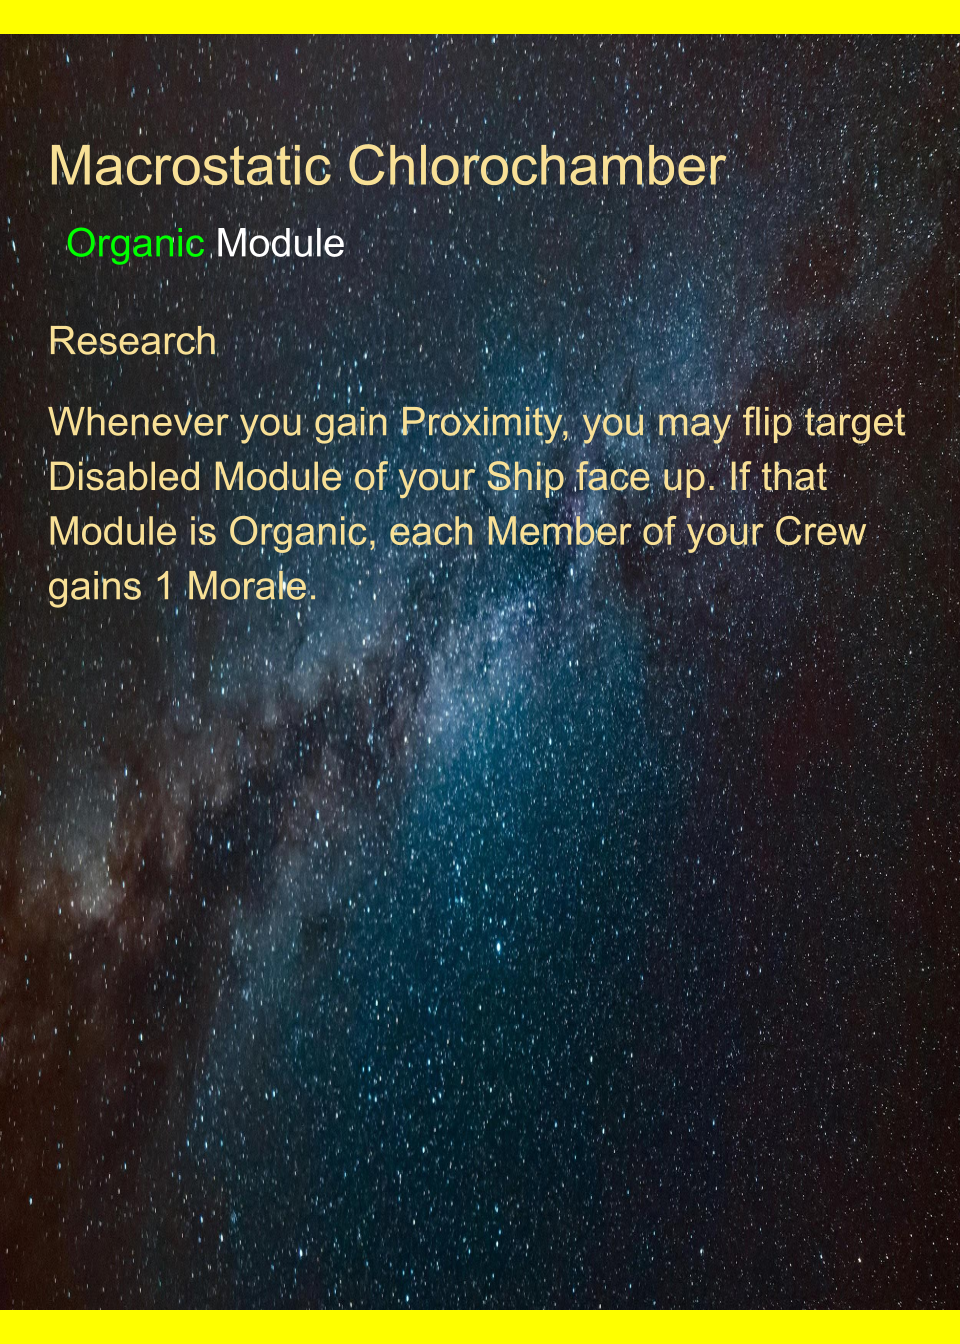 Macrostatic Chlorochamber
Organic Module
Research
Whenever you gain Proximity, you may flip target
Disabled Module of your Ship face up. If that
Module is Organic, each Member of your Crew
gains 1 Morale.